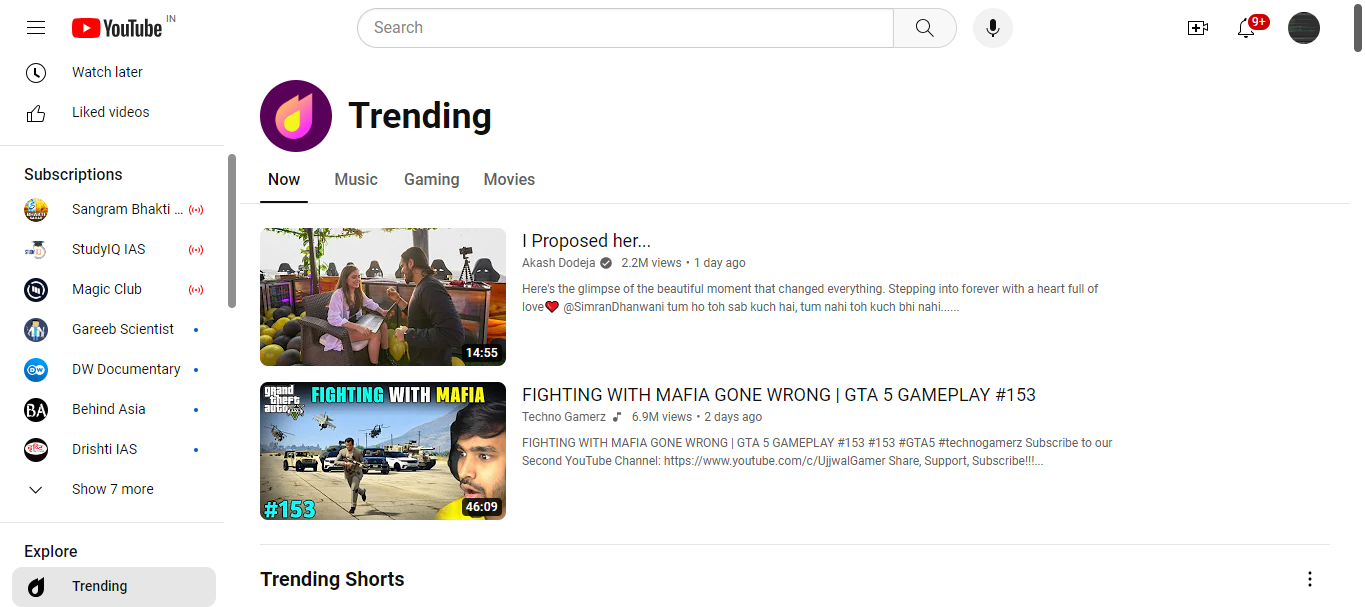 YouTube IN
Search
9+
Watch later
Liked videos
Subscriptions
Sangram Bhakti ...
StudyIQ IAS
Magic Club
Gareeb Scientist
DW Documentary
Behind Asia
Drishti IAS
Show 7 more
Explore
Trending
Trending
Now Music Gaming Movies
14:55
I Proposed her...
Akash Dodeja 2.2M views • 1 day ago
Here's the glimpse of the beautiful moment that changed everything. Stepping into forever with a heart full of
love❤️ @SimranDhanwani tum ho toh sab kuch hai, tum nahi toh kuch bhi nahi......
grand
theft
auto
FIGHTING WITH MAFIA
#153
46:09
FIGHTING WITH MAFIA GONE WRONG | GTA 5 GAMEPLAY #153
Techno Gamerz 6.9M views • 2 days ago
FIGHTING WITH MAFIA GONE WRONG | GTA 5 GAMEPLAY #153 #153 #GTA5 #technogamerz Subscribe to our
Second YouTube Channel: https://www.youtube.com/c/UjjwalGamer Share, Support, Subscribe!!!...
Trending Shorts